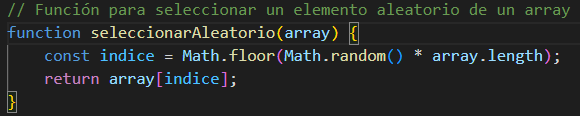 // Función para seleccionar un elemento aleatorio de un array
function seleccionarAleatorio(array) {
    const indice = Math.floor(Math.random() * array.length);
    return array[indice];
}